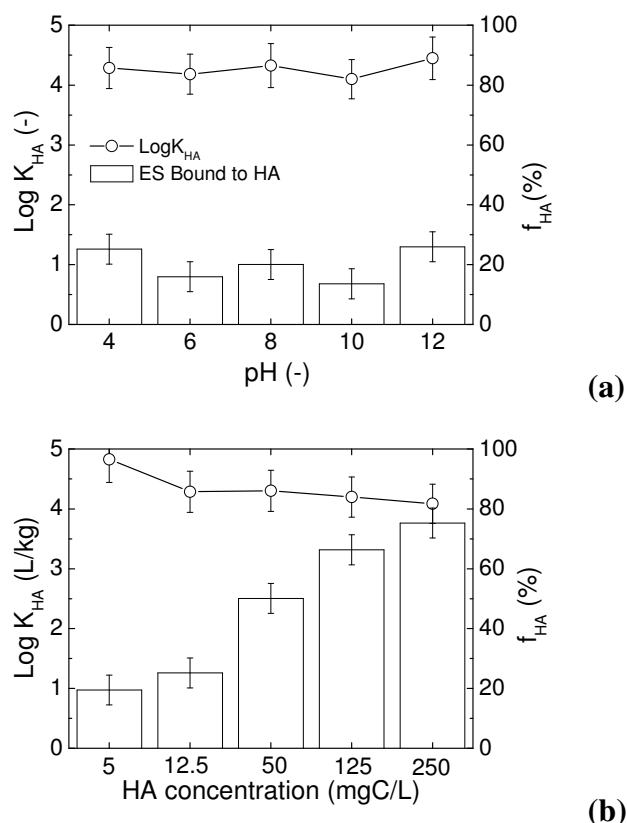 5
4
3
2
1
0
Log K_HA (-)
LogK_HA
ES Bound to HA
100
80
60
40
20
0
f_HA (%)
4 6 8 10 12
pH (-)
(a)
5
4
3
2
1
0
Log K_HA (L/kg)
100
80
60
40
20
0
f_HA (%)
5 12.5 50 125 250
HA concentration (mgC/L)
(b)